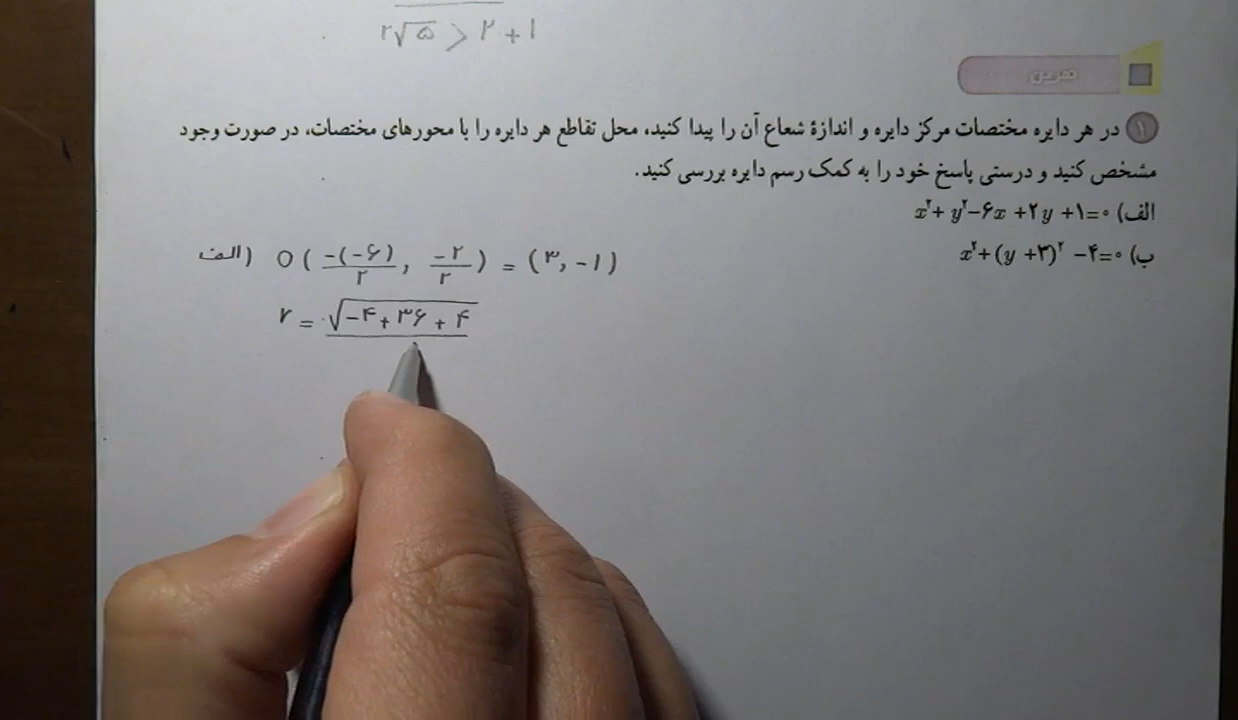 ۲√۵ > ۲ + ۱
تمرین
۱ در هر دایره مختصات مرکز دایره و اندازهٔ شعاع آن را پیدا کنید، محل تقاطع هر دایره را با محورهای مختصات، در صورت وجود
مشخص کنید و درستی پاسخ خود را به کمک رسم دایره بررسی کنید.
الف) x²+ y²−۶x +۲y +۱=۰
ب) x²+(y +۳)² −۴=۰
الف) O ( -(-۶)/۲ , -۲/۲ ) = (۳, -۱)
r = √-۴+۳۶+۴